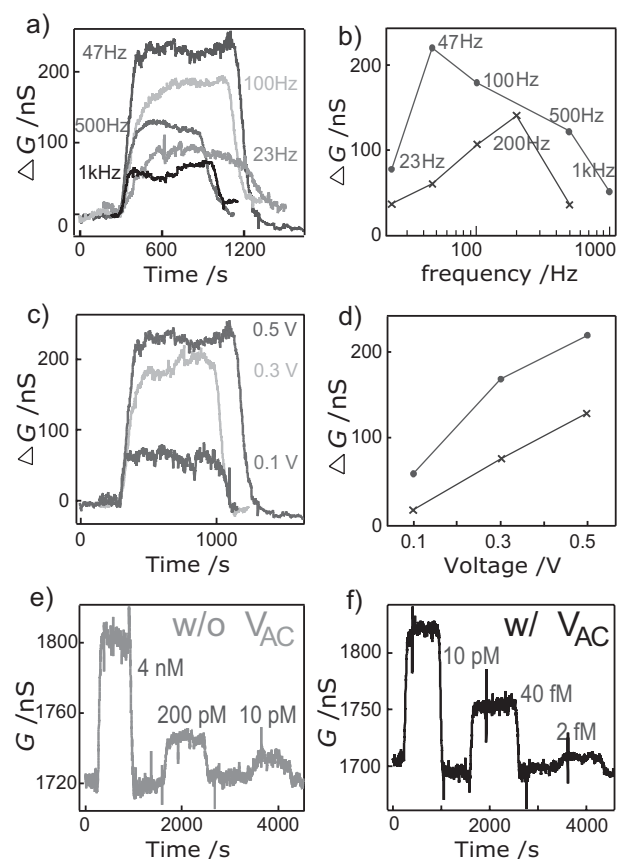 a)
47Hz
100Hz
500Hz
23Hz
1kHz
△G /nS
200
100
0
0
600
1200
Time /s
b)
47Hz
100Hz
500Hz
200Hz
23Hz
1kHz
△G /nS
200
100
0
100
1000
frequency /Hz
c)
0.5 V
0.3 V
0.1 V
△G /nS
200
100
0
0
1000
Time /s
d)
△G /nS
200
100
0
0.1
0.3
0.5
Voltage /V
e)
w/o VAC
4 nM
200 pM
10 pM
G /nS
1800
1760
1720
0
2000
4000
Time /s
f)
w/ VAC
10 pM
40 fM
2 fM
G /nS
1800
1750
1700
0
2000
4000
Time /s